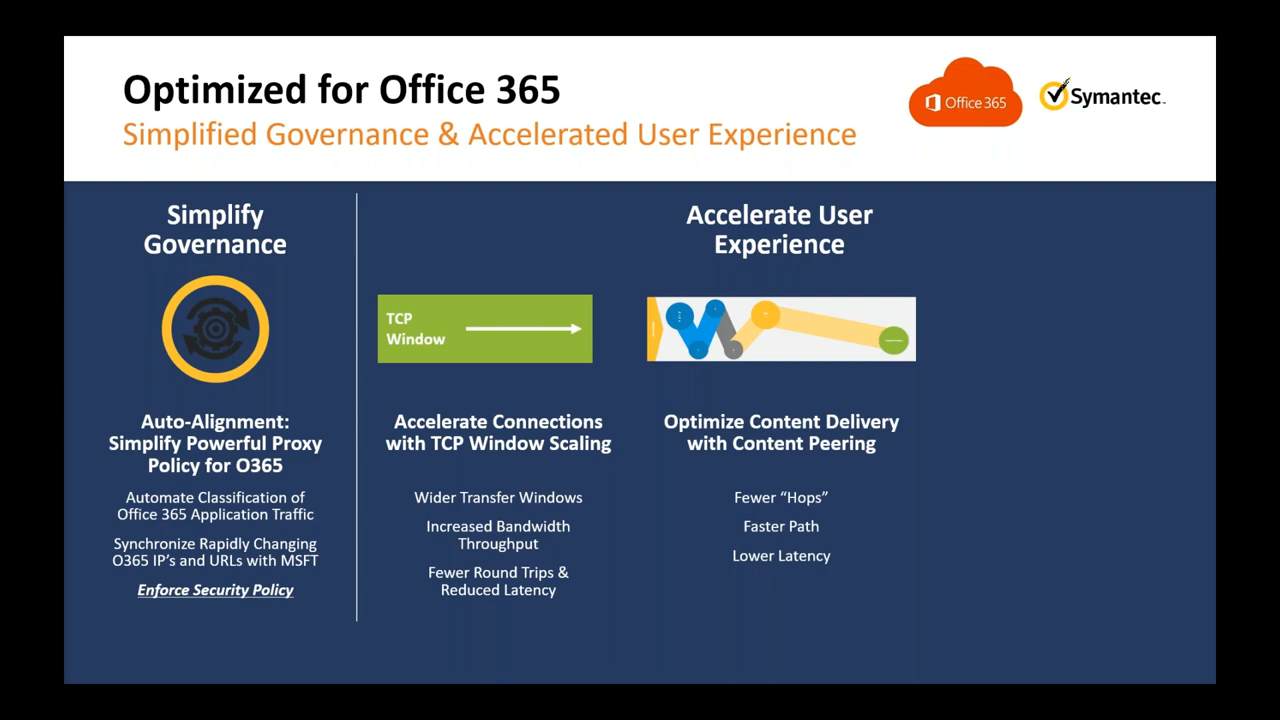 Optimized for Office 365
Simplified Governance & Accelerated User Experience
Office 365
Symantec™
Simplify
Governance
Auto-Alignment:
Simplify Powerful Proxy
Policy for O365
Automate Classification of
Office 365 Application Traffic
Synchronize Rapidly Changing
O365 IP's and URLs with MSFT
Enforce Security Policy
Accelerate User
Experience
TCP
Window
Accelerate Connections
with TCP Window Scaling
Wider Transfer Windows
Increased Bandwidth
Throughput
Fewer Round Trips &
Reduced Latency
Optimize Content Delivery
with Content Peering
Fewer “Hops”
Faster Path
Lower Latency